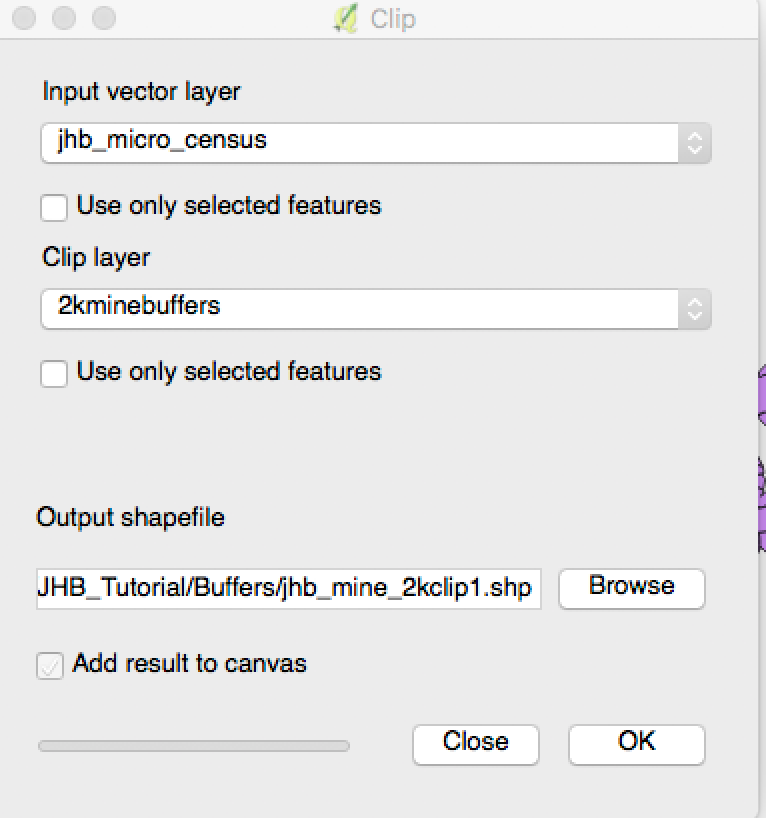 Clip
Input vector layer
jhb_micro_census
Use only selected features
Clip layer
2kminebuffers
Use only selected features
Output shapefile
JHB_Tutorial/Buffers/jhb_mine_2kclip1.shp
Browse
Add result to canvas
Close
OK